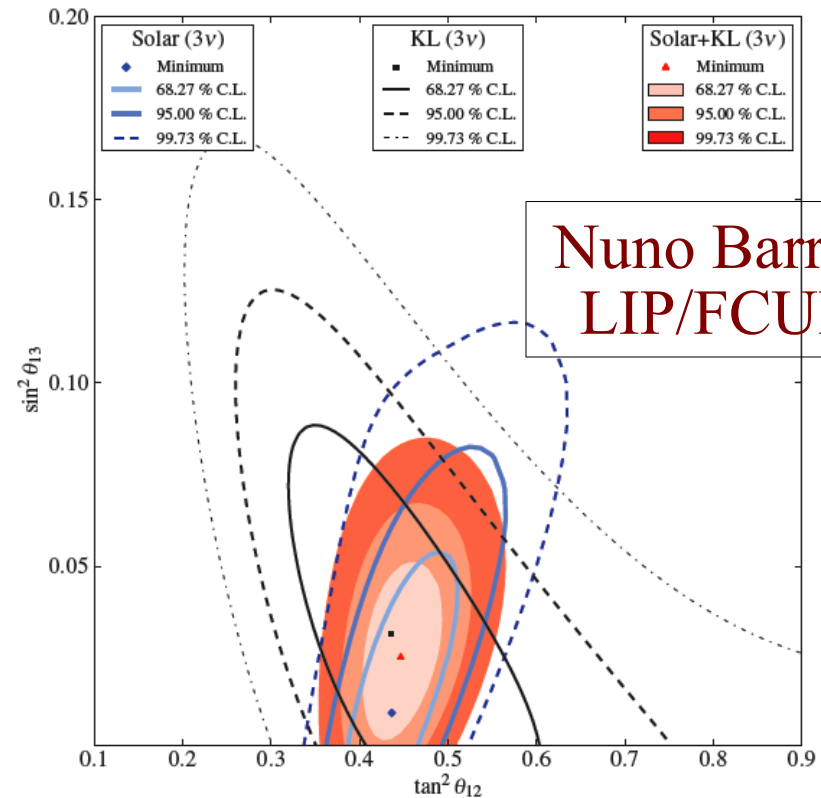 0.20
0.15
0.10
0.05
sin² θ₁₃
Solar (3ν)
Minimum
68.27 % C.L.
95.00 % C.L.
99.73 % C.L.
KL (3ν)
Minimum
68.27 % C.L.
95.00 % C.L.
99.73 % C.L.
Solar+KL (3ν)
Minimum
68.27 % C.L.
95.00 % C.L.
99.73 % C.L.
Nuno Barr
LIP/FCU
0.1 0.2 0.3 0.4 0.5 0.6 0.7 0.8 0.9
tan² θ₁₂